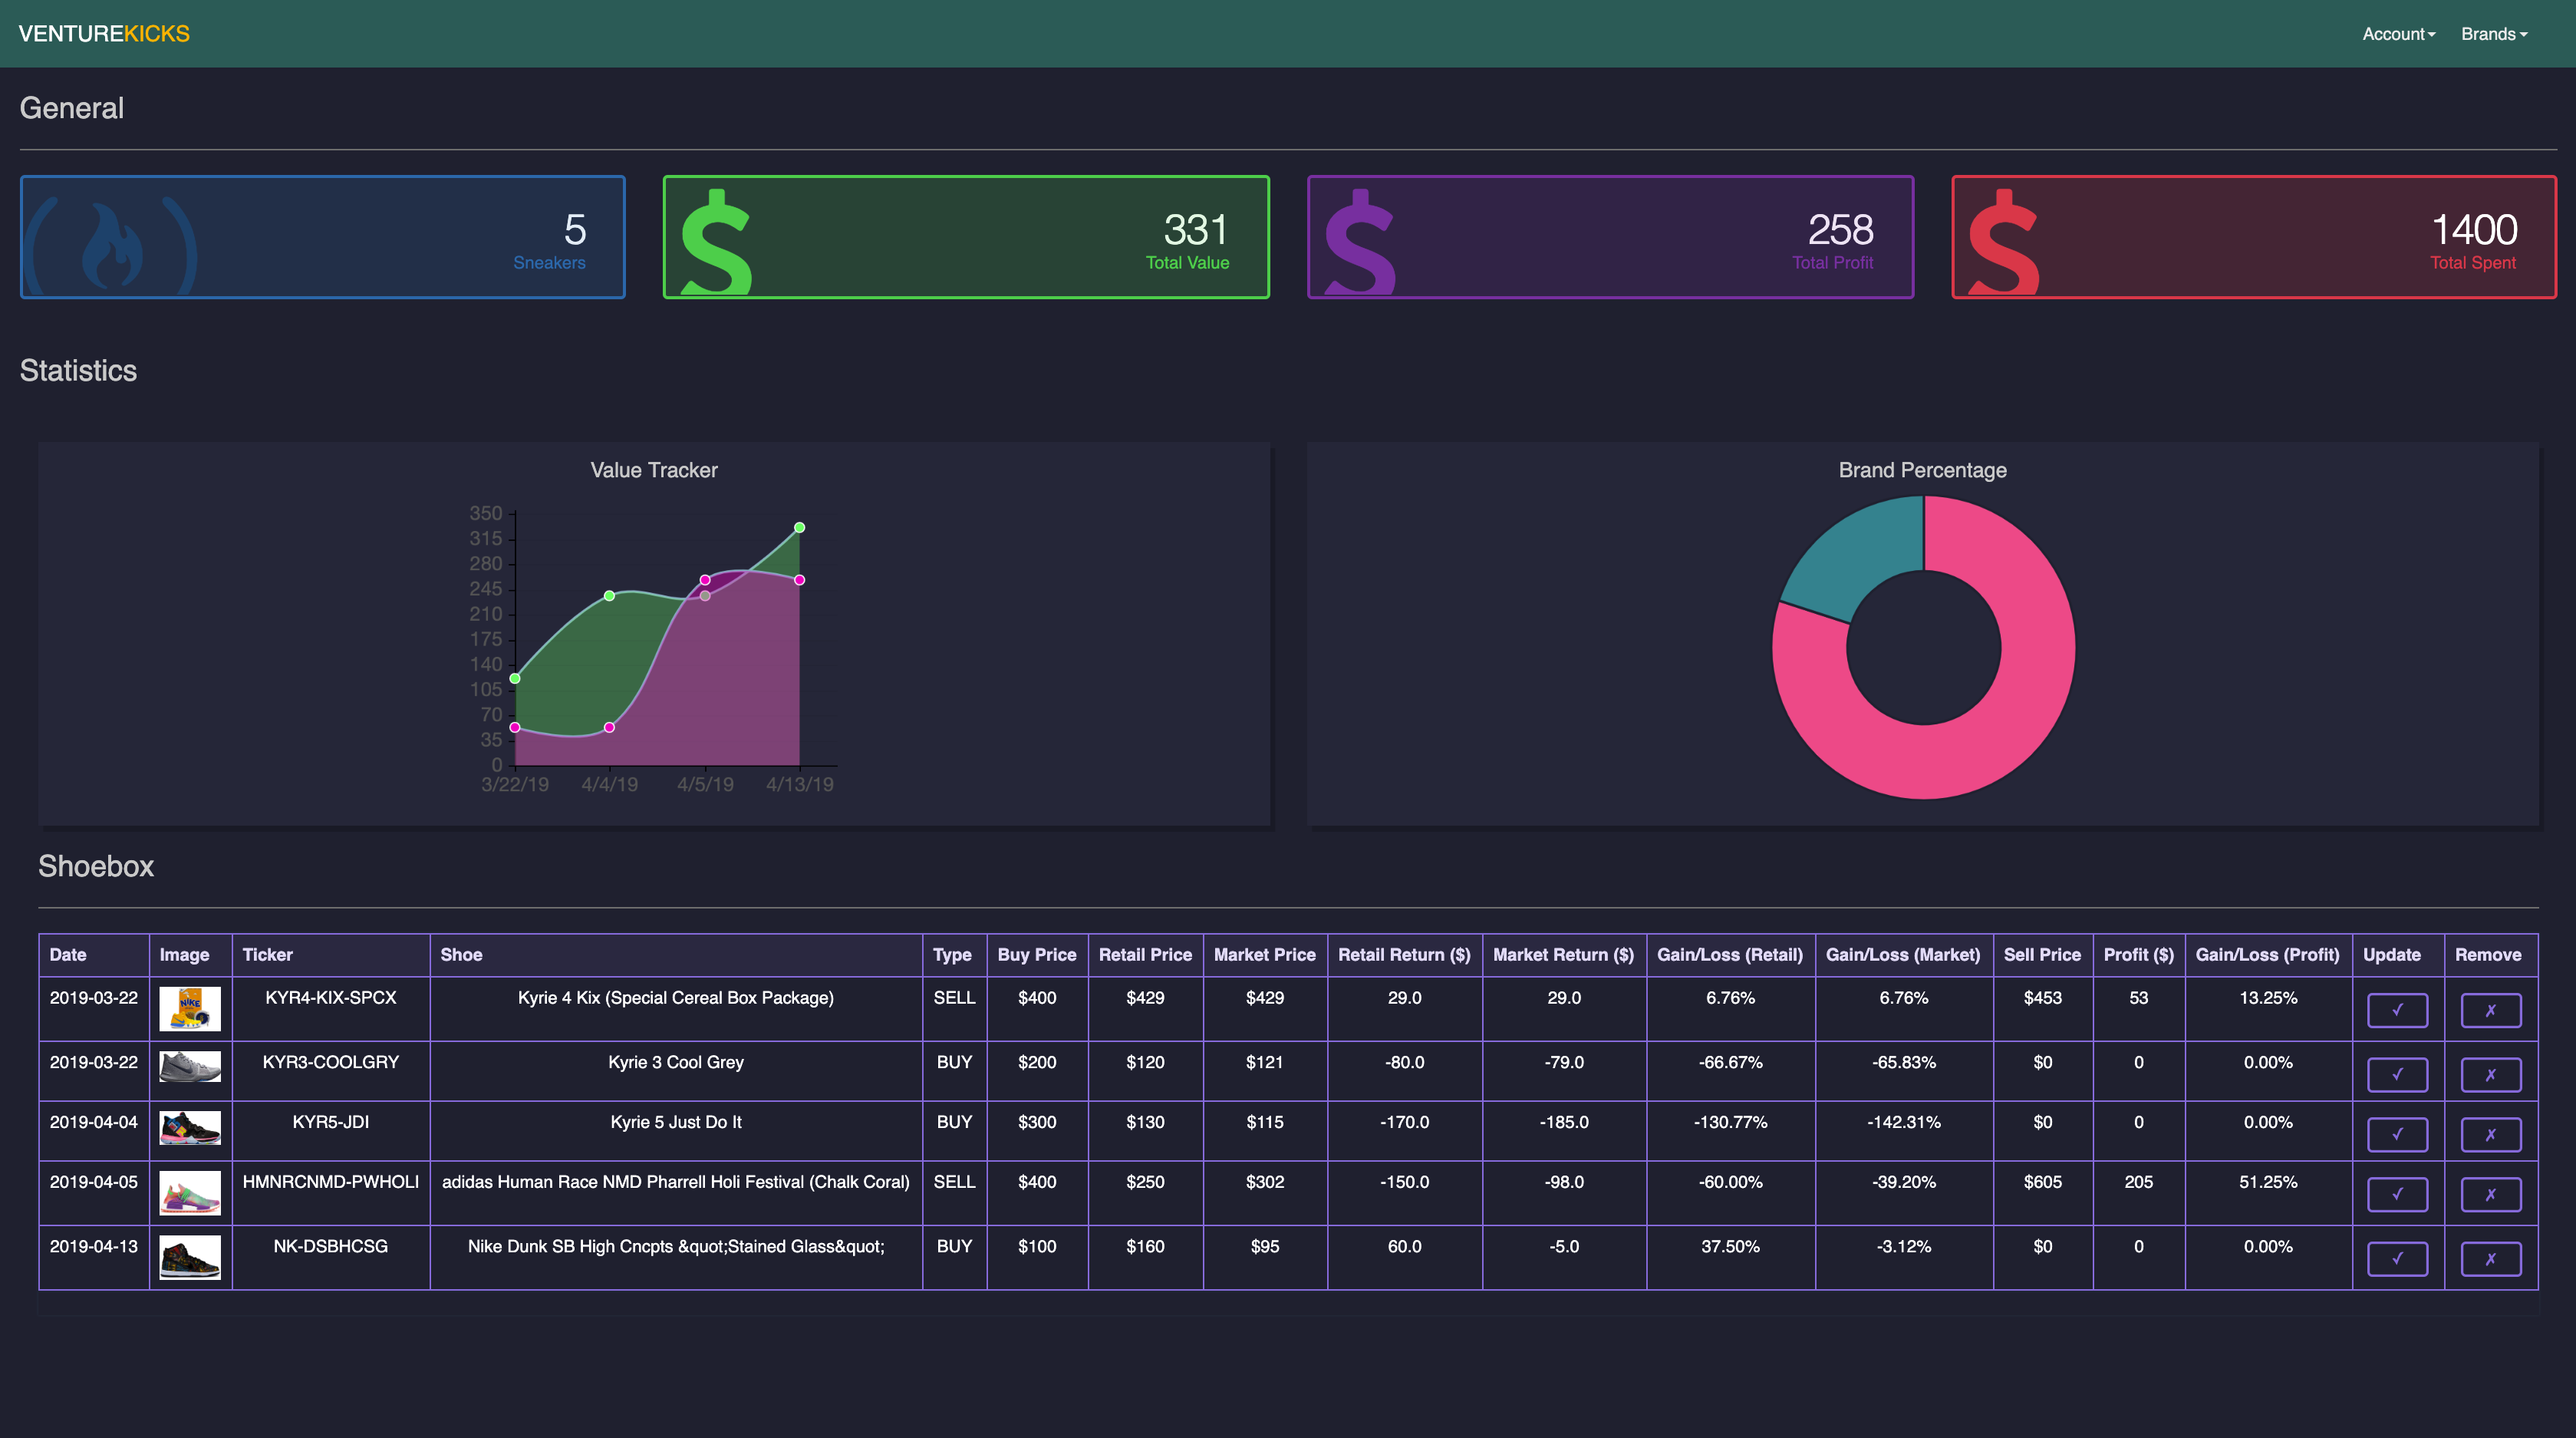 VENTUREKICKS Account Brands
General
5
Sneakers
331
Total Value
258
Total Profit
1400
Total Spent
Statistics
Value Tracker
350
315
280
245
210
175
140
105
70
35
0
3/22/19 4/4/19 4/5/19 4/13/19
Brand Percentage
Shoebox
Date Image Ticker Shoe Type Buy Price Retail Price Market Price Retail Return ($) Market Return ($) Gain/Loss (Retail) Gain/Loss (Market) Sell Price Profit ($) Gain/Loss (Profit) Update Remove
2019-03-22 NIKE KYR4-KIX-SPCX Kyrie 4 Kix (Special Cereal Box Package) SELL $400 $429 $429 29.0 29.0 6.76% 6.76% $453 53 13.25% ✓ ✗
2019-03-22 KYR3-COOLGRY Kyrie 3 Cool Grey BUY $200 $120 $121 -80.0 -79.0 -66.67% -65.83% $0 0 0.00% ✓ ✗
2019-04-04 KYR5-JDI Kyrie 5 Just Do It BUY $300 $130 $115 -170.0 -185.0 -130.77% -142.31% $0 0 0.00% ✓ ✗
2019-04-05 HMNRCNMD-PWHOLI adidas Human Race NMD Pharrell Holi Festival (Chalk Coral) SELL $400 $250 $302 -150.0 -98.0 -60.00% -39.20% $605 205 51.25% ✓ ✗
2019-04-13 NK-DSBHCSG Nike Dunk SB High Cncpts &quot;Stained Glass&quot; BUY $100 $160 $95 60.0 -5.0 37.50% -3.12% $0 0 0.00% ✓ ✗